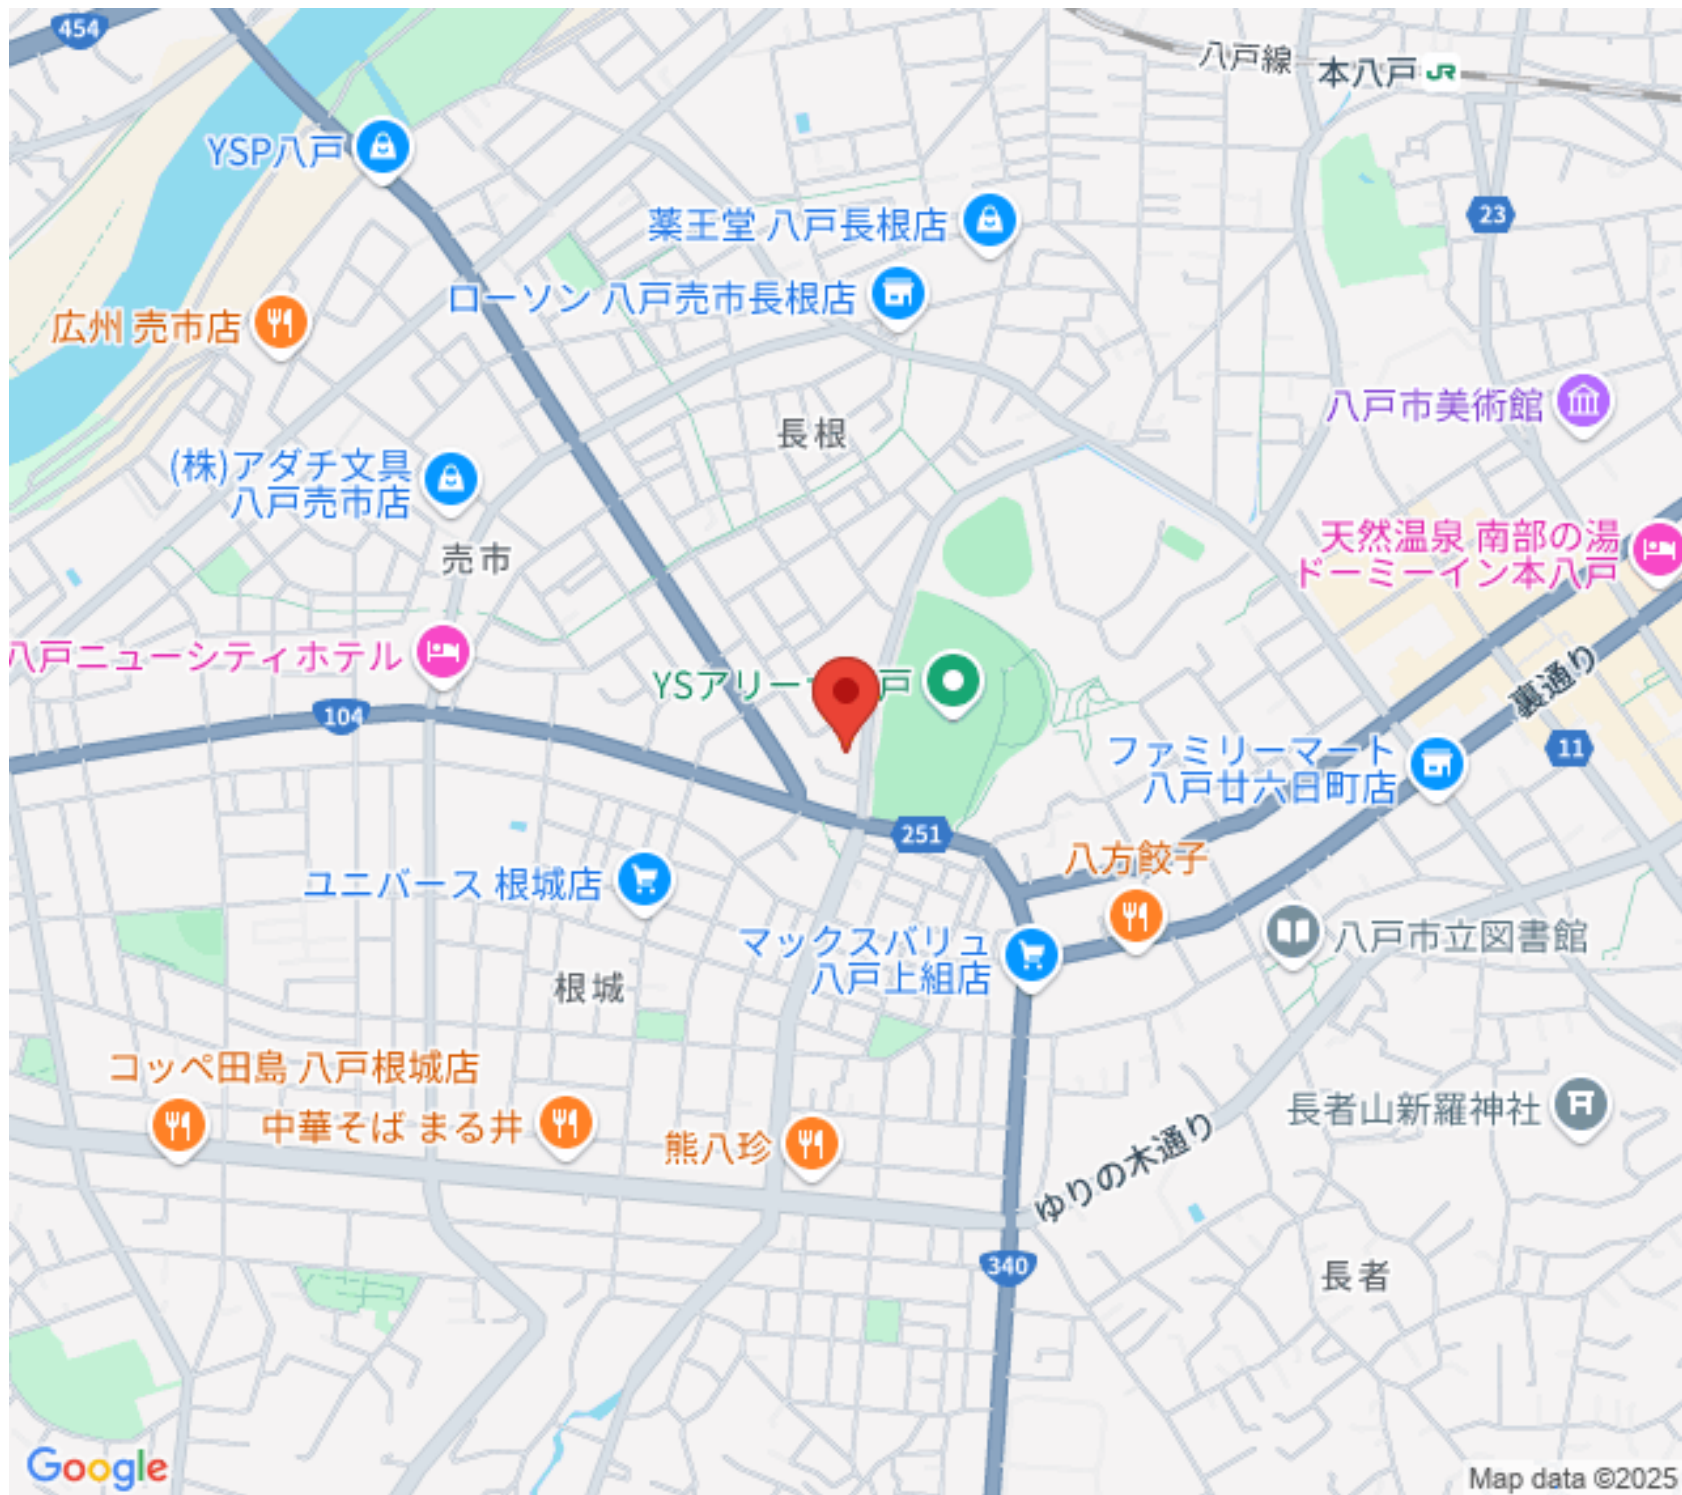 454
八戸線
本八戸
JR
YSP八戸
23
薬王堂 八戸長根店
ローソン 八戸売市長根店
広州 売市店
八戸市美術館
長根
(株)アダチ文具
八戸売市店
売市
天然温泉 南部の湯
ドーミーイン本八戸
八戸ニューシティホテル
YSアリー
戸
裏通り
104
ファミリーマート
八戸廿六日町店
11
251
八方餃子
ユニバース 根城店
マックスバリュ
八戸上組店
八戸市立図書館
根城
コッペ田島 八戸根城店
中華そば まる井
熊八珍
長者山新羅神社
ゆりの木通り
340
長者
Google
Map data ©2025